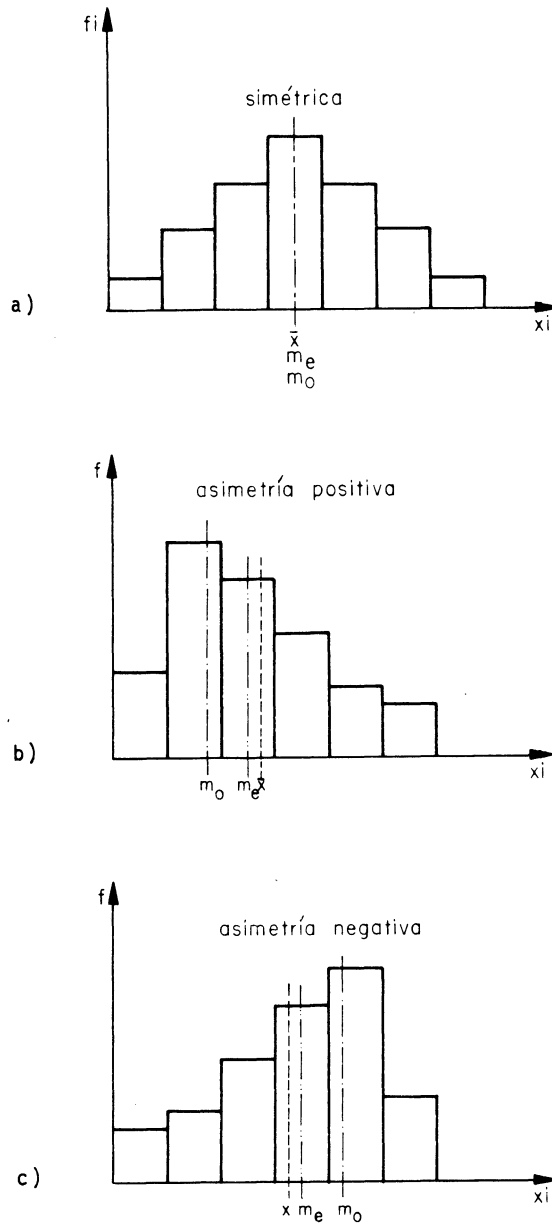 fi
simétrica
a)
xi
x̄
me
mo
f
asimetría positiva
b)
mo me x̄
xi
f
asimetría negativa
c)
x me mo
xi